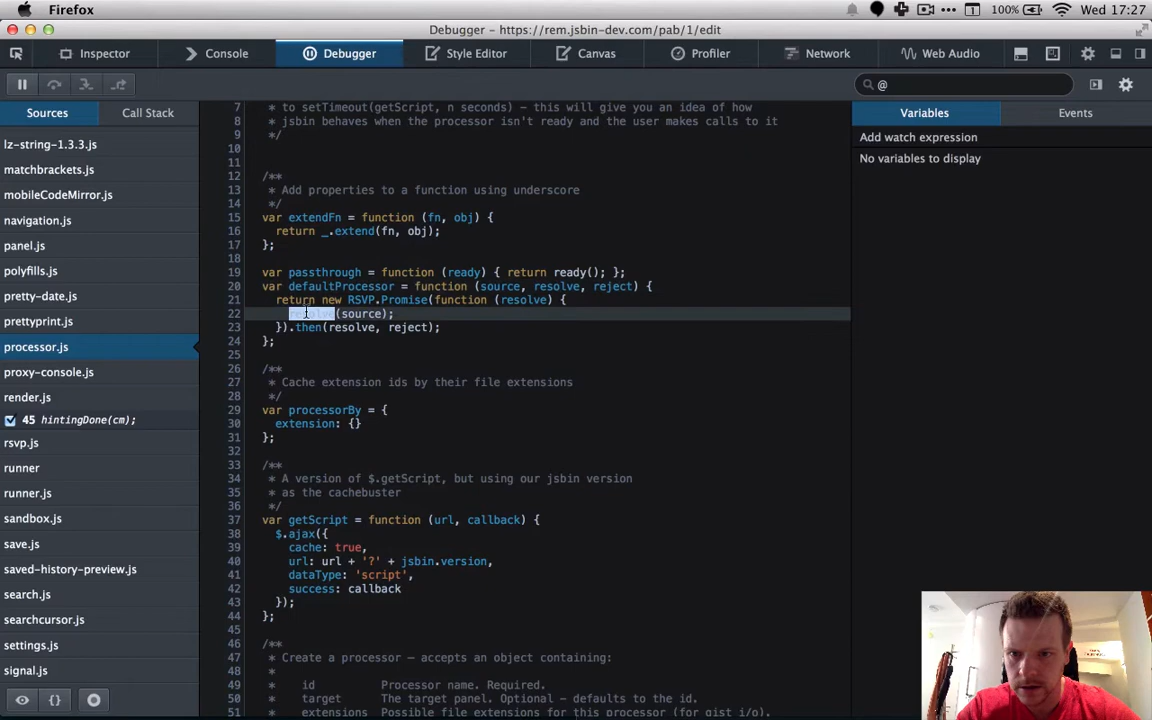 Firefox
100%
Wed 17:27
Debugger - https://rem.jsbin-dev.com/pab/1/edit
Inspector
Console
Debugger
Style Editor
Canvas
Profiler
Network
Web Audio
@
Sources
Call Stack
lz-string-1.3.3.js
matchbrackets.js
mobileCodeMirror.js
navigation.js
panel.js
polyfills.js
pretty-date.js
prettyprint.js
processor.js
proxy-console.js
render.js
45 hintingDone(cm);
rsvp.js
runner
runner.js
sandbox.js
save.js
saved-history-preview.js
search.js
searchcursor.js
settings.js
signal.js
7 * to setTimeout(getScript, n seconds) – this will give you an idea of how
8 * jsbin behaves when the processor isn't ready and the user makes calls to it
9 */
10
11
12 /**
13 * Add properties to a function using underscore
14 */
15 var extendFn = function (fn, obj) {
16 return _.extend(fn, obj);
17 };
18
19 var passthrough = function (ready) { return ready(); };
20 var defaultProcessor = function (source, resolve, reject) {
21 return new RSVP.Promise(function (resolve) {
22 resolve(source);
23 }).then(resolve, reject);
24 };
25
26 /**
27 * Cache extension ids by their file extensions
28 */
29 var processorBy = {
30 extension: {}
31 };
32
33 /**
34 * A version of $.getScript, but using our jsbin version
35 * as the cachebuster
36 */
37 var getScript = function (url, callback) {
38 $.ajax({
39 cache: true,
40 url: url + '?' + jsbin.version,
41 dataType: 'script',
42 success: callback
43 });
44 };
45
46 /**
47 * Create a processor – accepts an object containing:
48 *
49 * id Processor name. Required.
50 * target The target panel. Optional - defaults to the id.
51 * extensions Possible file extensions for this processor (for gist i/o).
Variables
Events
Add watch expression
No variables to display